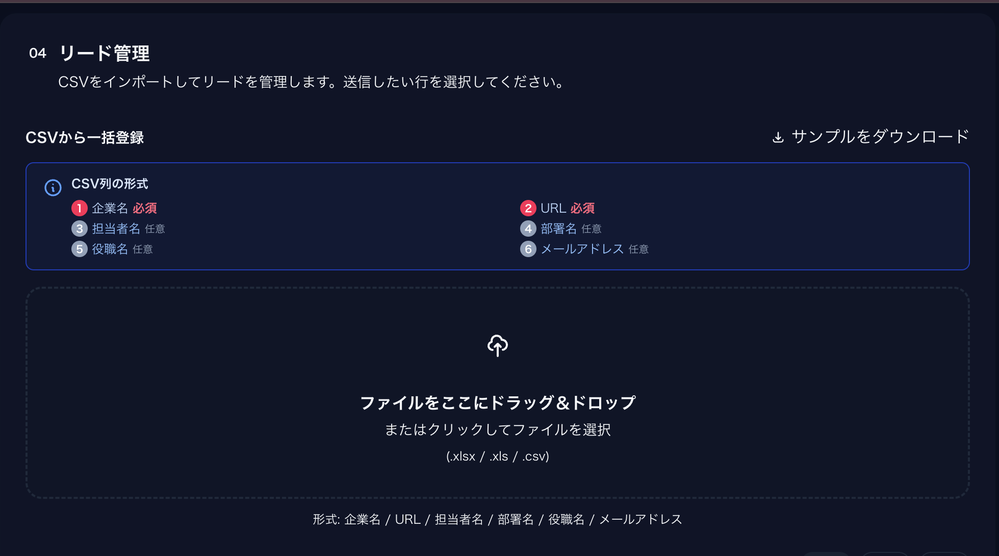 04 リード管理
CSVをインポートしてリードを管理します。送信したい行を選択してください。
CSVから一括登録
サンプルをダウンロード
CSV列の形式
1 企業名 必須
2 URL 必須
3 担当者名 任意
4 部署名 任意
5 役職名 任意
6 メールアドレス 任意
ファイルをここにドラッグ&ドロップ
またはクリックしてファイルを選択
(.xlsx / .xls / .csv)
形式: 企業名 / URL / 担当者名 / 部署名 / 役職名 / メールアドレス